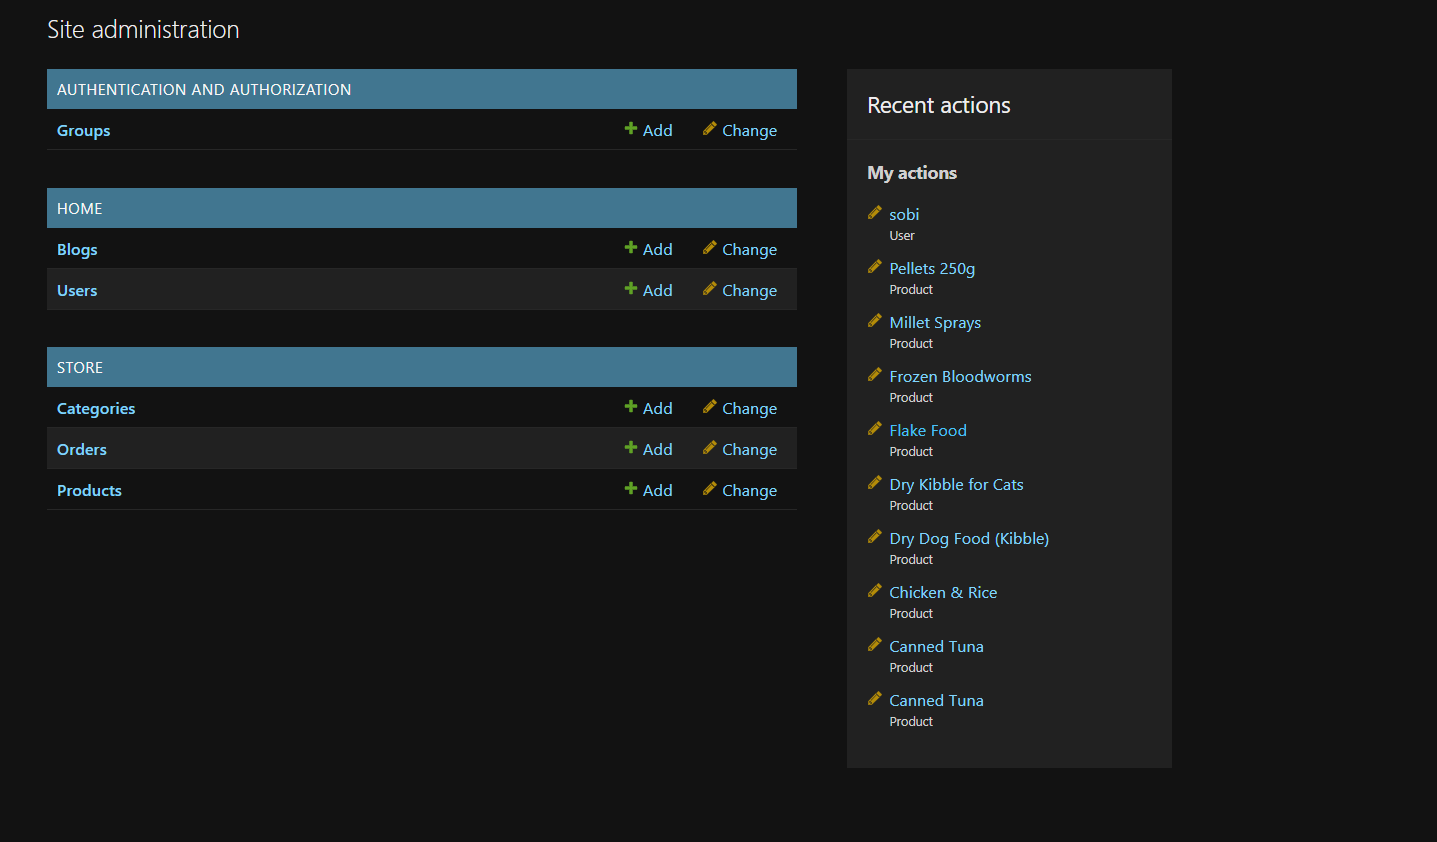 Site administration
AUTHENTICATION AND AUTHORIZATION
Groups Add Change
HOME
Blogs Add Change
Users Add Change
STORE
Categories Add Change
Orders Add Change
Products Add Change
Recent actions
My actions
sobi
User
Pellets 250g
Product
Millet Sprays
Product
Frozen Bloodworms
Product
Flake Food
Product
Dry Kibble for Cats
Product
Dry Dog Food (Kibble)
Product
Chicken & Rice
Product
Canned Tuna
Product
Canned Tuna
Product